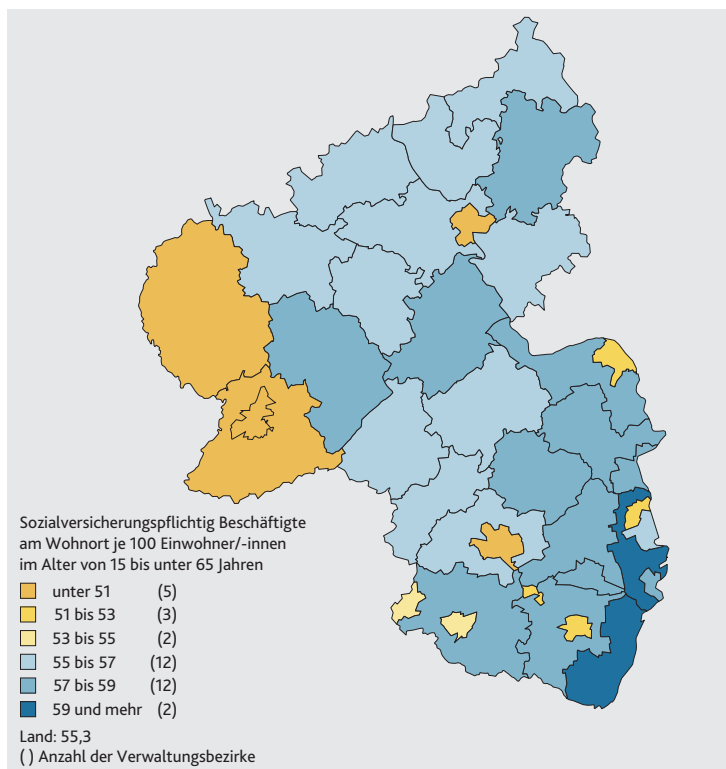 Sozialversicherungspflichtig Beschäftigte
am Wohnort je 100 Einwohner/-innen
im Alter von 15 bis unter 65 Jahren
unter 51 (5)
51 bis 53 (3)
53 bis 55 (2)
55 bis 57 (12)
57 bis 59 (12)
59 und mehr (2)
Land: 55,3
( ) Anzahl der Verwaltungsbezirke